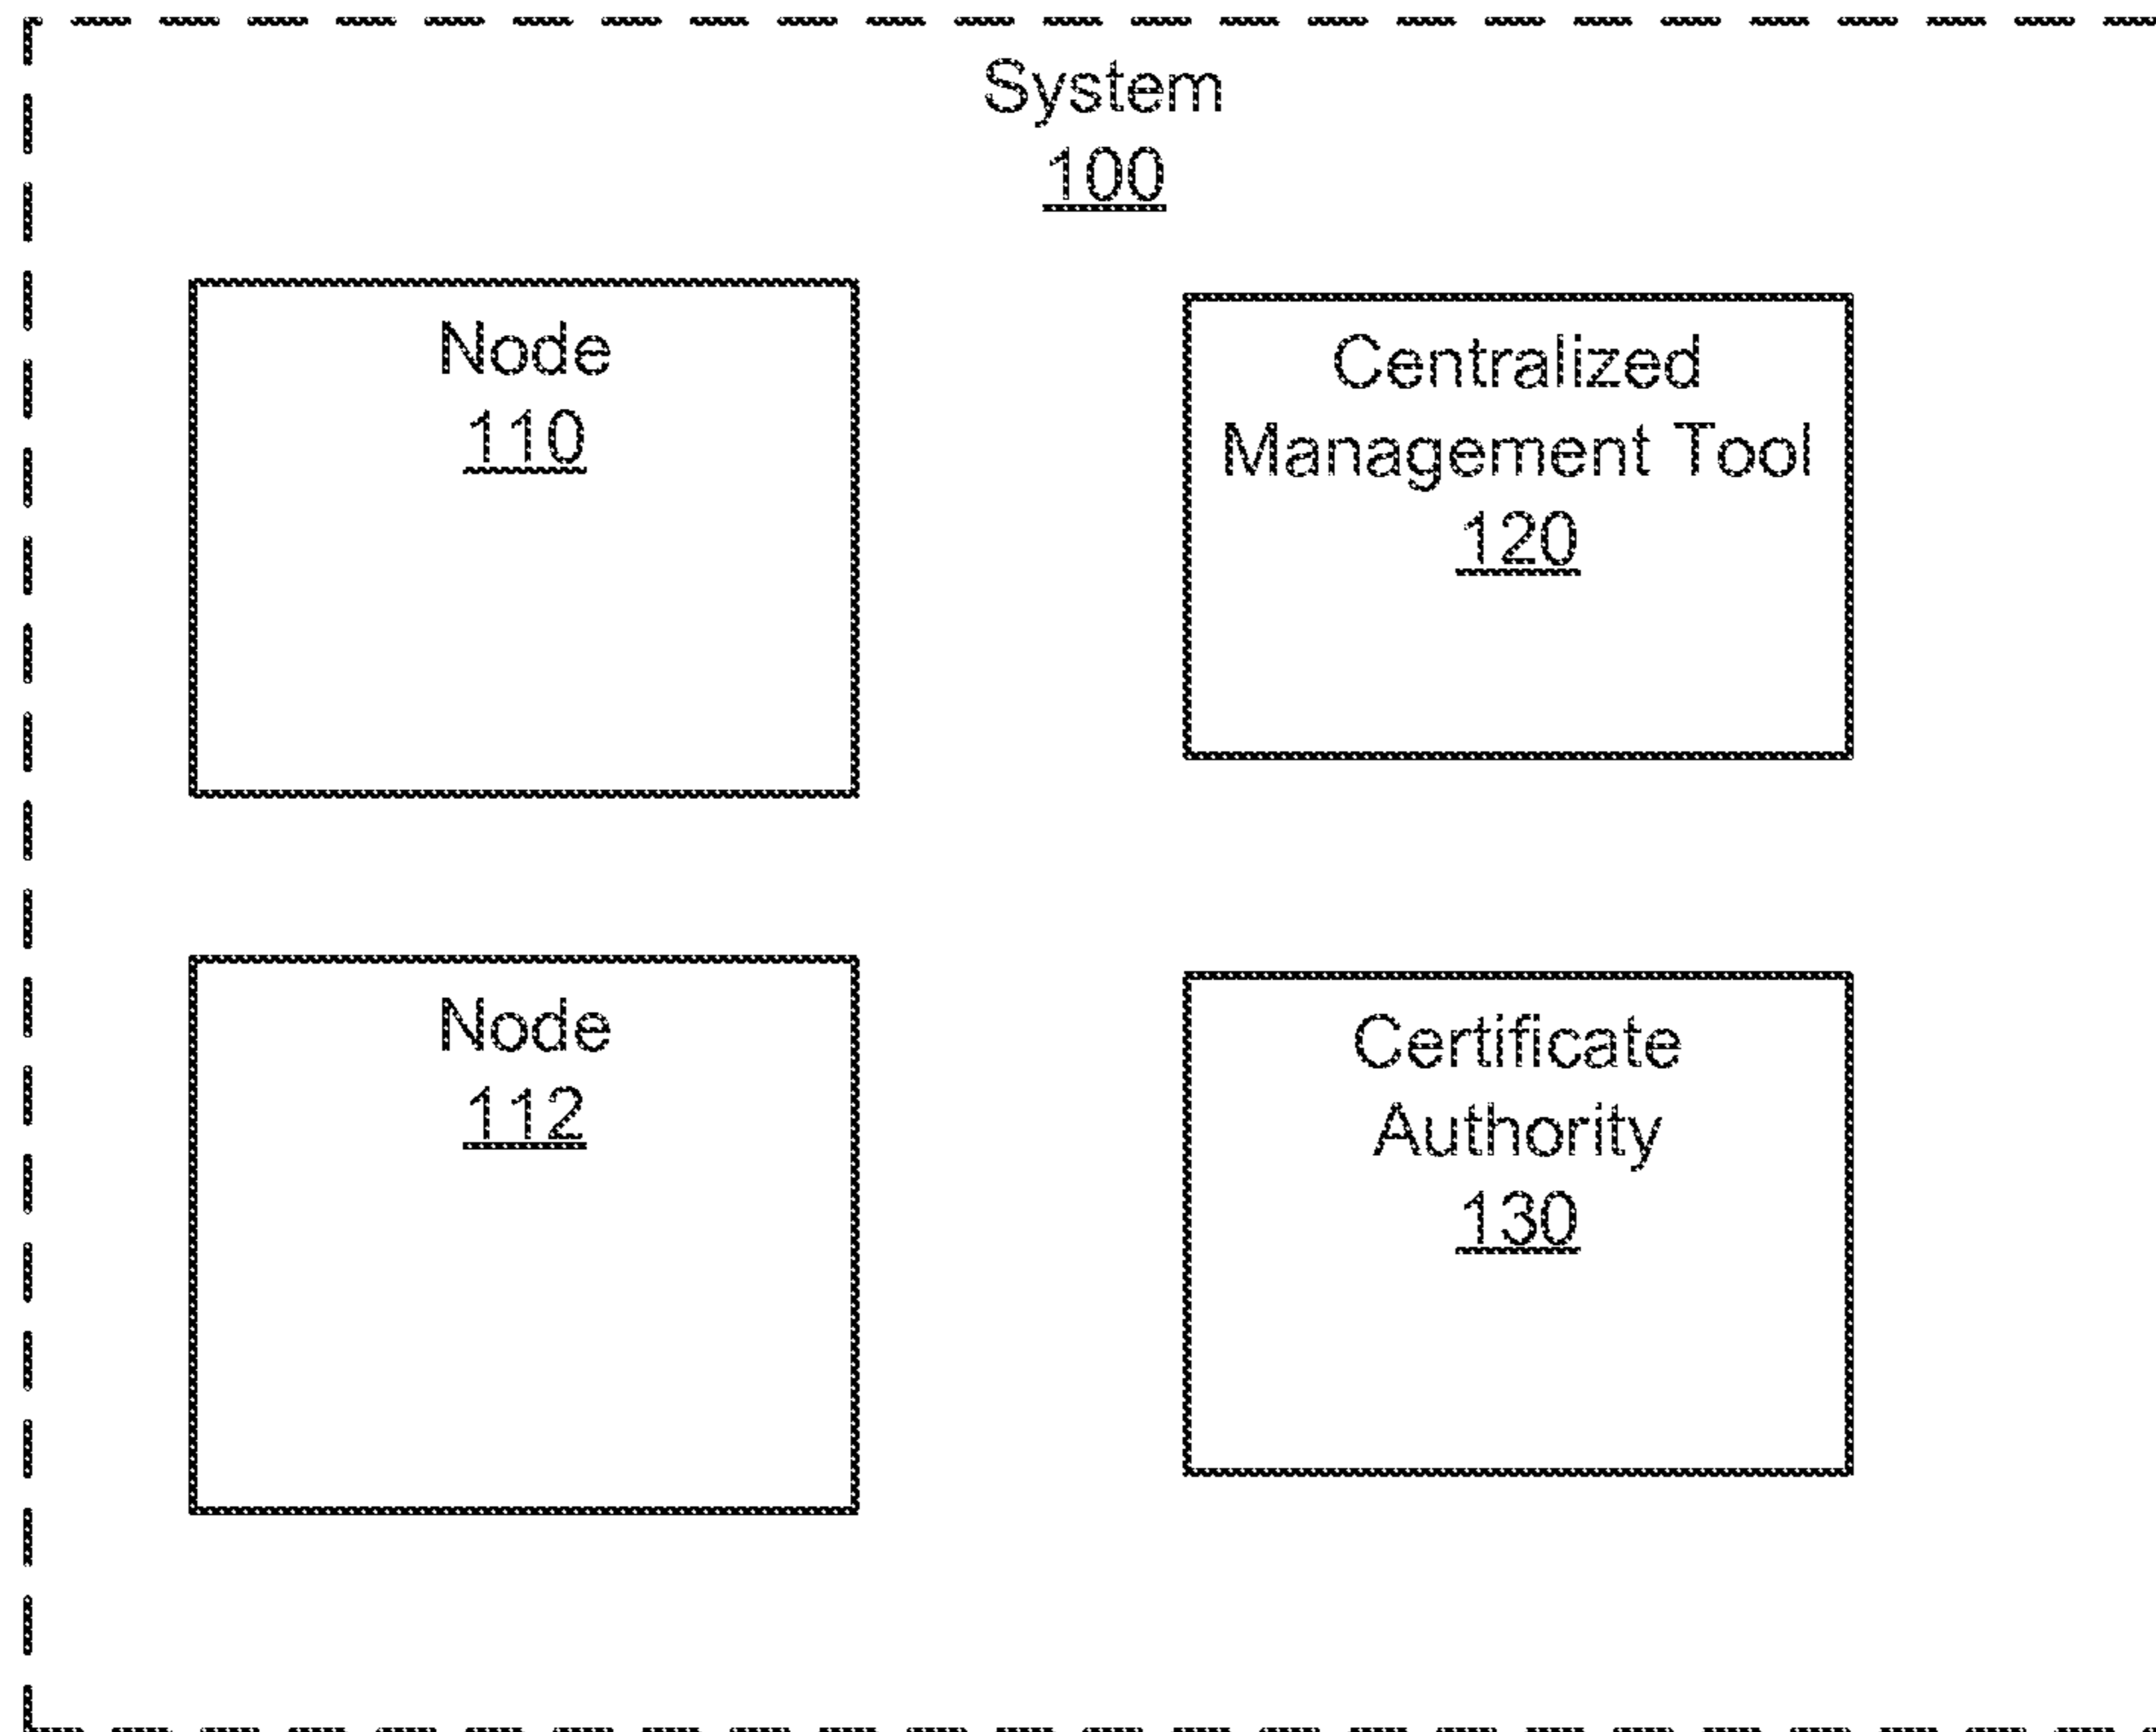 System
100
Node
110
Centralized
Management Tool
120
Node
112
Certificate
Authority
130